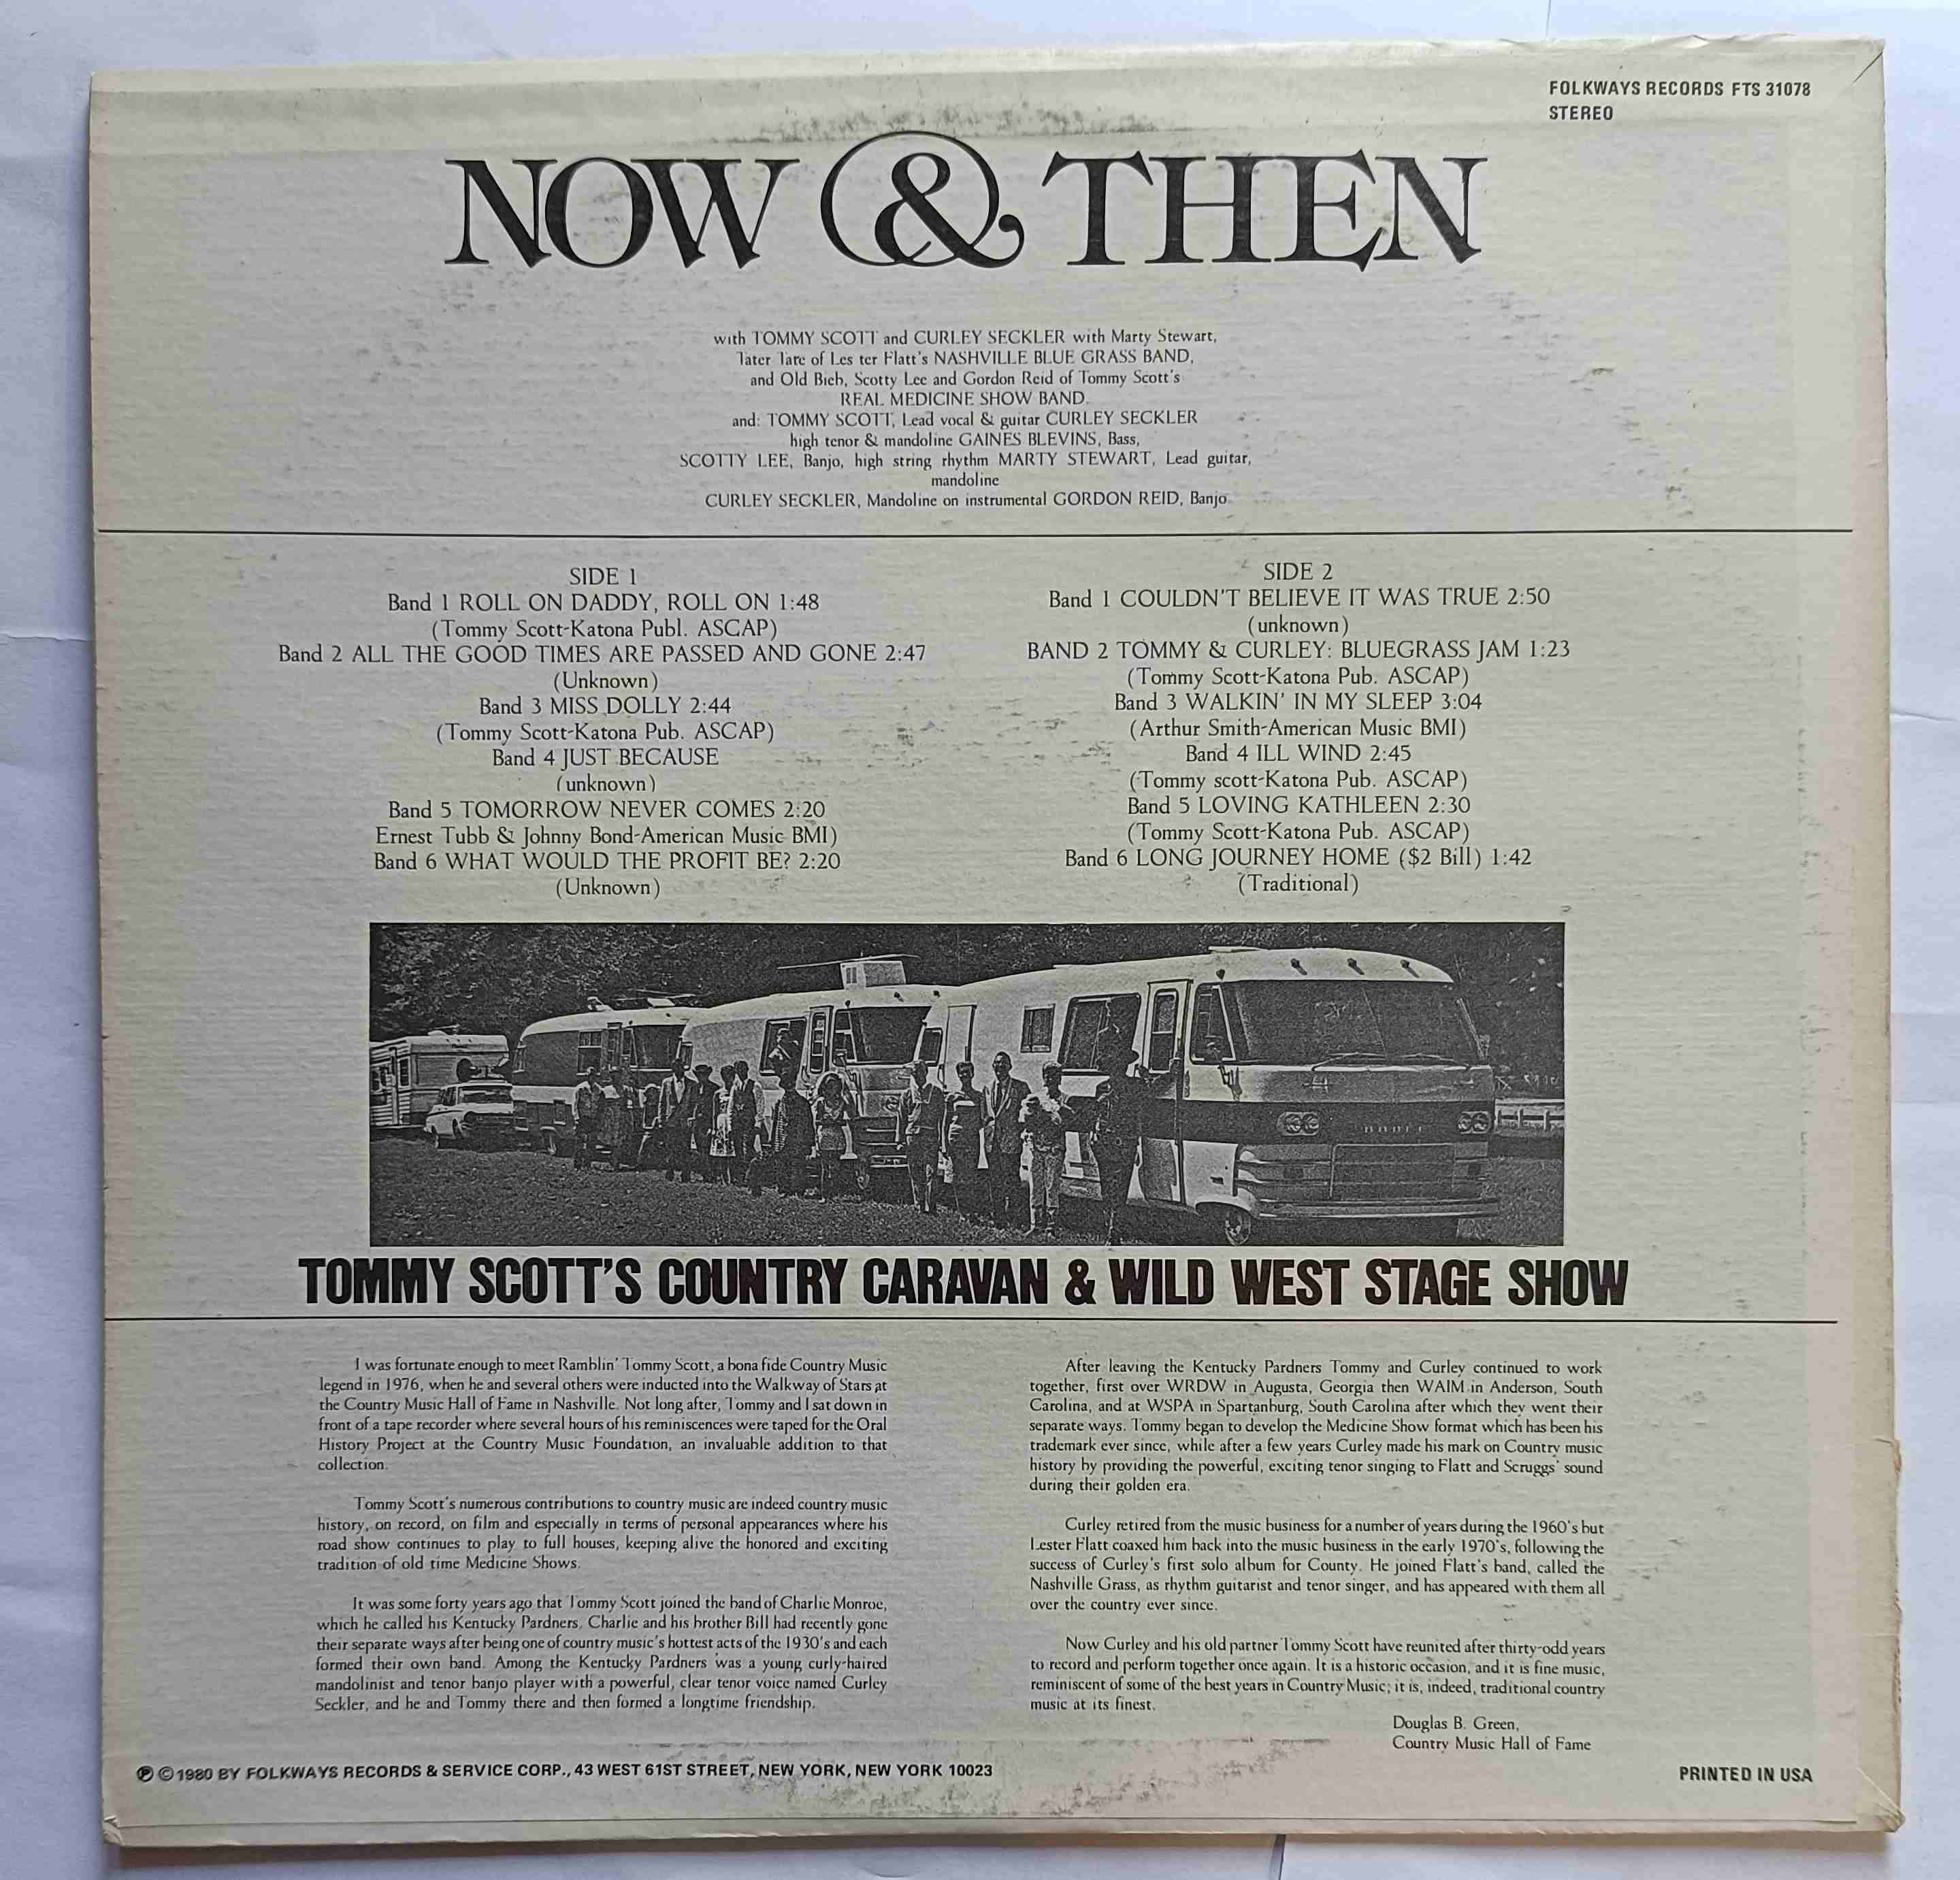 FOLKWAYS RECORDS FTS 31078
STEREO
NOW & THEN
with TOMMY SCOTT and CURLEY SECKLER with Marty Stewart,
later late of Les ter Flatt's NASHVILLE BLUE GRASS BAND,
and Old Bieb, Scotty Lee and Gordon Reid of Tommy Scott's
REAL MEDICINE SHOW BAND.
and: TOMMY SCOTT, Lead vocal & guitar CURLEY SECKLER
high tenor & mandoline GAINES BLEVINS, Bass,
SCOTTY LEE, Banjo, high string rhythm MARTY STEWART, Lead guitar,
mandoline
CURLEY SECKLER, Mandoline on instrumental GORDON REID, Banjo
SIDE 1
Band 1 ROLL ON DADDY, ROLL ON 1:48
(Tommy Scott-Katona Publ. ASCAP)
Band 2 ALL THE GOOD TIMES ARE PASSED AND GONE 2:47
(Unknown)
Band 3 MISS DOLLY 2:44
(Tommy Scott-Katona Pub. ASCAP)
Band 4 JUST BECAUSE
(unknown)
Band 5 TOMORROW NEVER COMES 2:20
Ernest Tubb & Johnny Bond-American Music BMI)
Band 6 WHAT WOULD THE PROFIT BE? 2:20
(Unknown)
SIDE 2
Band 1 COULDN'T BELIEVE IT WAS TRUE 2:50
(unknown)
BAND 2 TOMMY & CURLEY: BLUEGRASS JAM 1:23
(Tommy Scott-Katona Pub. ASCAP)
Band 3 WALKIN' IN MY SLEEP 3:04
(Arthur Smith-American Music BMI)
Band 4 ILL WIND 2:45
(Tommy scott-Katona Pub. ASCAP)
Band 5 LOVING KATHLEEN 2:30
(Tommy Scott-Katona Pub. ASCAP)
Band 6 LONG JOURNEY HOME ($2 Bill) 1:42
(Traditional)
DODGE
TOMMY SCOTT'S COUNTRY CARAVAN & WILD WEST STAGE SHOW
I was fortunate enough to meet Ramblin' Tommy Scott, a bona fide Country Music
legend in 1976, when he and several others were inducted into the Walkway of Stars at
the Country Music Hall of Fame in Nashville. Not long after, Tommy and I sat down in
front of a tape recorder where several hours of his reminiscences were taped for the Oral
History Project at the Country Music Foundation, an invaluable addition to that
collection.
Tommy Scott's numerous contributions to country music are indeed country music
history, on record, on film and especially in terms of personal appearances where his
road show continues to play to full houses, keeping alive the honored and exciting
tradition of old time Medicine Shows.
It was some forty years ago that Tommy Scott joined the band of Charlie Monroe,
which he called his Kentucky Pardners. Charlie and his brother Bill had recently gone
their separate ways after being one of country music's hottest acts of the 1930's and each
formed their own band. Among the Kentucky Pardners was a young curly-haired
mandolinist and tenor banjo player with a powerful, clear tenor voice named Curley
Seckler, and he and Tommy there and then formed a longtime friendship.
After leaving the Kentucky Pardners Tommy and Curley continued to work
together, first over WRDW in Augusta, Georgia then WAIM in Anderson, South
Carolina, and at WSPA in Spartanburg, South Carolina after which they went their
separate ways. Tommy began to develop the Medicine Show format which has been his
trademark ever since, while after a few years Curley made his mark on Country music
history by providing the powerful, exciting tenor singing to Flatt and Scruggs' sound
during their golden era.
Curley retired from the music business for a number of years during the 1960's but
Lester Flatt coaxed him back into the music business in the early 1970's, following the
success of Curley's first solo album for County. He joined Flatt's band, called the
Nashville Grass, as rhythm guitarist and tenor singer, and has appeared with them all
over the country ever since.
Now Curley and his old partner Tommy Scott have reunited after thirty-odd years
to record and perform together once again. It is a historic occasion, and it is fine music,
reminiscent of some of the best years in Country Music; it is, indeed, traditional country
music at its finest.
Douglas B. Green,
Country Music Hall of Fame
℗ © 1980 BY FOLKWAYS RECORDS & SERVICE CORP., 43 WEST 61ST STREET, NEW YORK, NEW YORK 10023
PRINTED IN USA